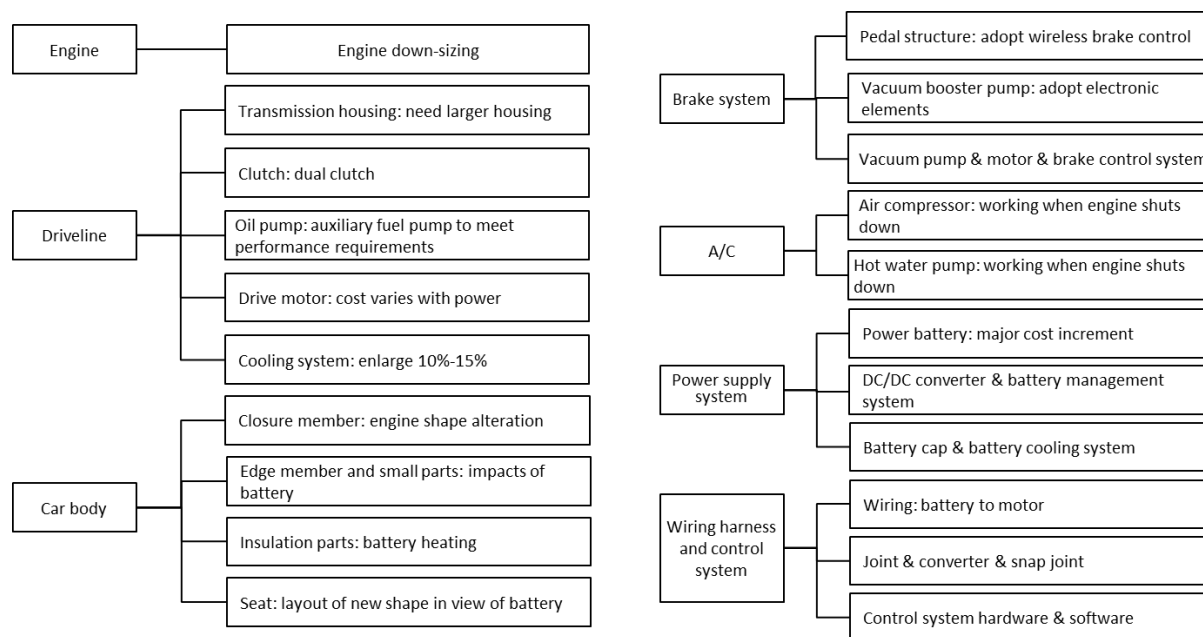 Engine
Engine down-sizing
Driveline
Transmission housing: need larger housing
Clutch: dual clutch
Oil pump: auxiliary fuel pump to meet
performance requirements
Drive motor: cost varies with power
Cooling system: enlarge 10%-15%
Car body
Closure member: engine shape alteration
Edge member and small parts: impacts of
battery
Insulation parts: battery heating
Seat: layout of new shape in view of battery
Brake system
Pedal structure: adopt wireless brake control
Vacuum booster pump: adopt electronic
elements
Vacuum pump & motor & brake control system
A/C
Air compressor: working when engine shuts
down
Hot water pump: working when engine shuts
down
Power supply
system
Power battery: major cost increment
DC/DC converter & battery management
system
Battery cap & battery cooling system
Wiring harness
and control
system
Wiring: battery to motor
Joint & converter & snap joint
Control system hardware & software